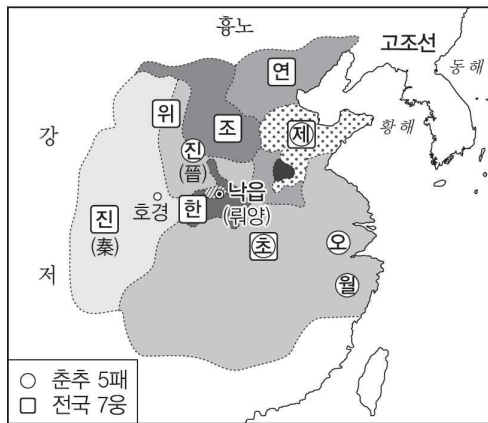 흉노
고조선
연
동해
위
조
제
황해
강
진
(晉)
낙읍
(뤄양)
호경
한
진
(秦)
초
오
저
월
○ 춘추 5패
□ 전국 7웅